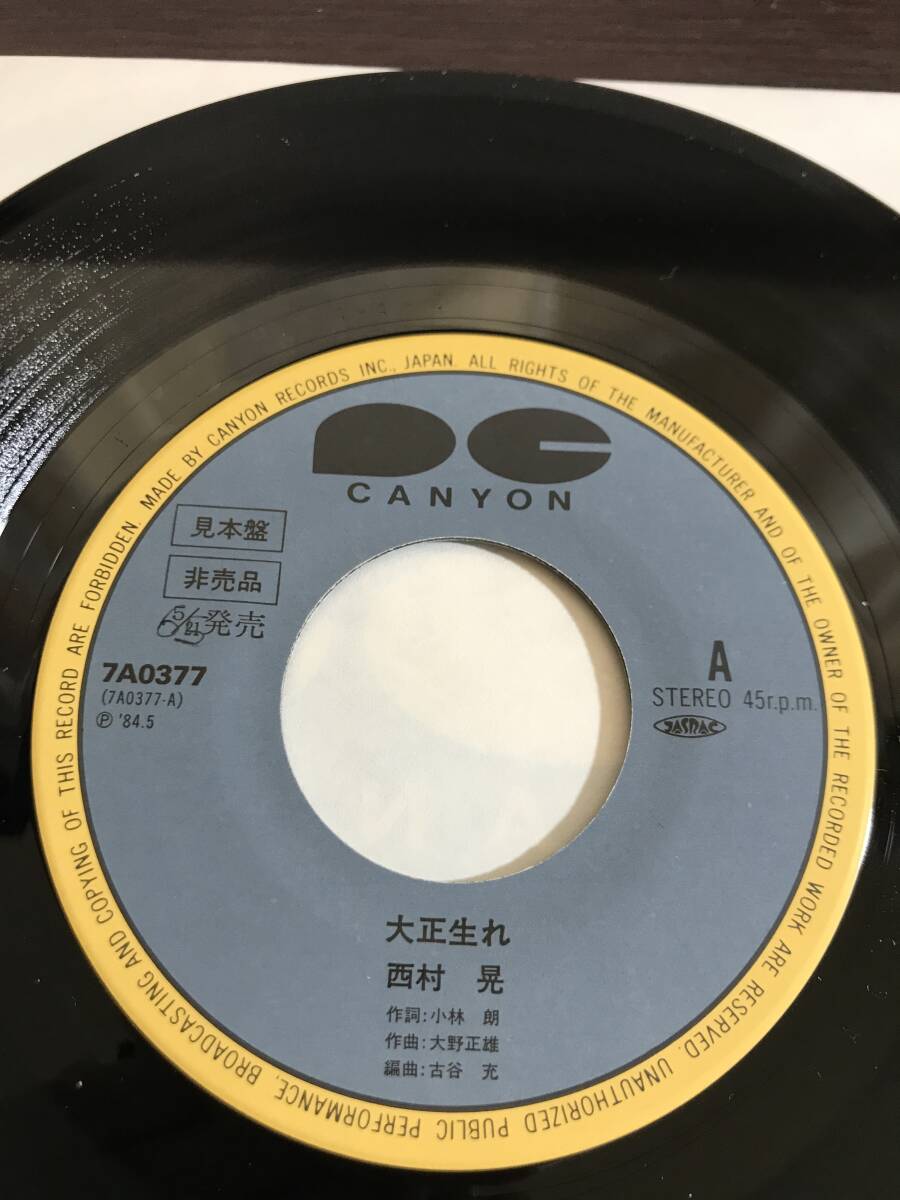 MADE BY CANYON RECORDS INC., JAPAN. ALL RIGHTS OF THE MANUFACTURER AND OF THE OWNER OF THE RECORDED WORK ARE RESERVED. UNAUTHORIZED PUBLIC PERFORMANCE, BROADCASTING AND COPYING OF THIS RECORD ARE FORBIDDEN.
CANYON
見本盤
非売品
発売
7A0377
(7A0377-A)
Ⓟ '84.5
A
STEREO 45r.p.m.
JASRAC
大正生れ
西村 晃
作詞:小林 朗
作曲:大野正雄
編曲:古谷 充